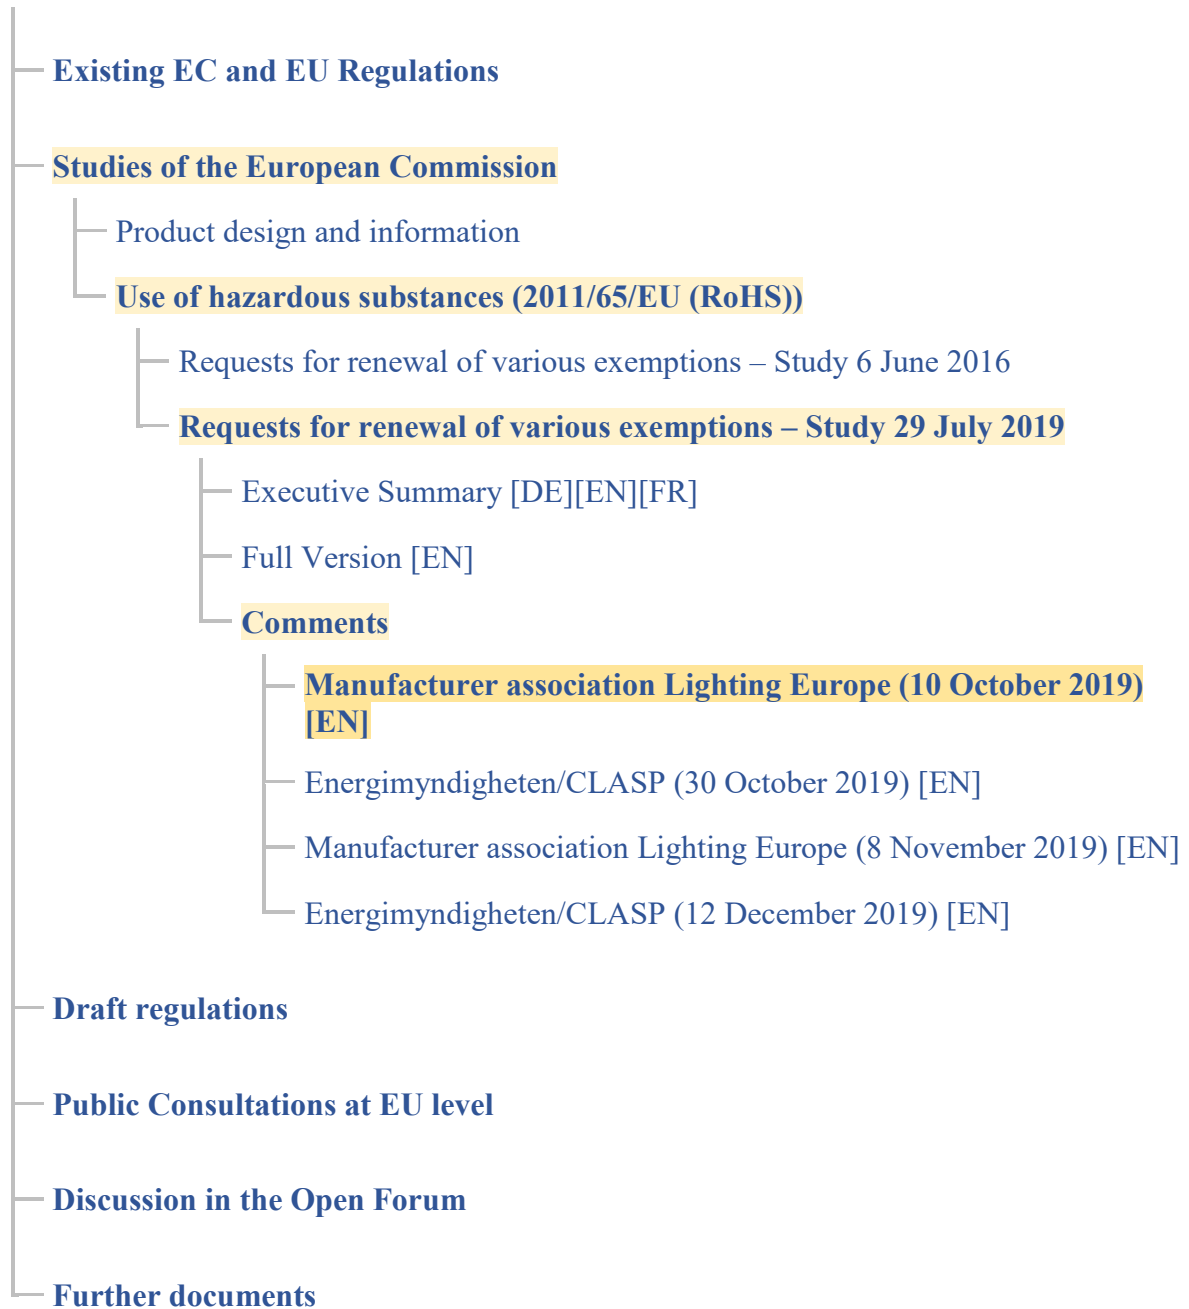 Existing EC and EU Regulations
Studies of the European Commission
Product design and information
Use of hazardous substances (2011/65/EU (RoHS))
Requests for renewal of various exemptions – Study 6 June 2016
Requests for renewal of various exemptions – Study 29 July 2019
Executive Summary [DE][EN][FR]
Full Version [EN]
Comments
Manufacturer association Lighting Europe (10 October 2019)
[EN]
Energimyndigheten/CLASP (30 October 2019) [EN]
Manufacturer association Lighting Europe (8 November 2019) [EN]
Energimyndigheten/CLASP (12 December 2019) [EN]
Draft regulations
Public Consultations at EU level
Discussion in the Open Forum
Further documents